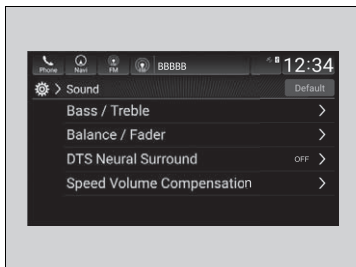 Phone Navi FM BBBBB 12:34
Sound Default
Bass / Treble
Balance / Fader
DTS Neural Surround OFF
Speed Volume Compensation